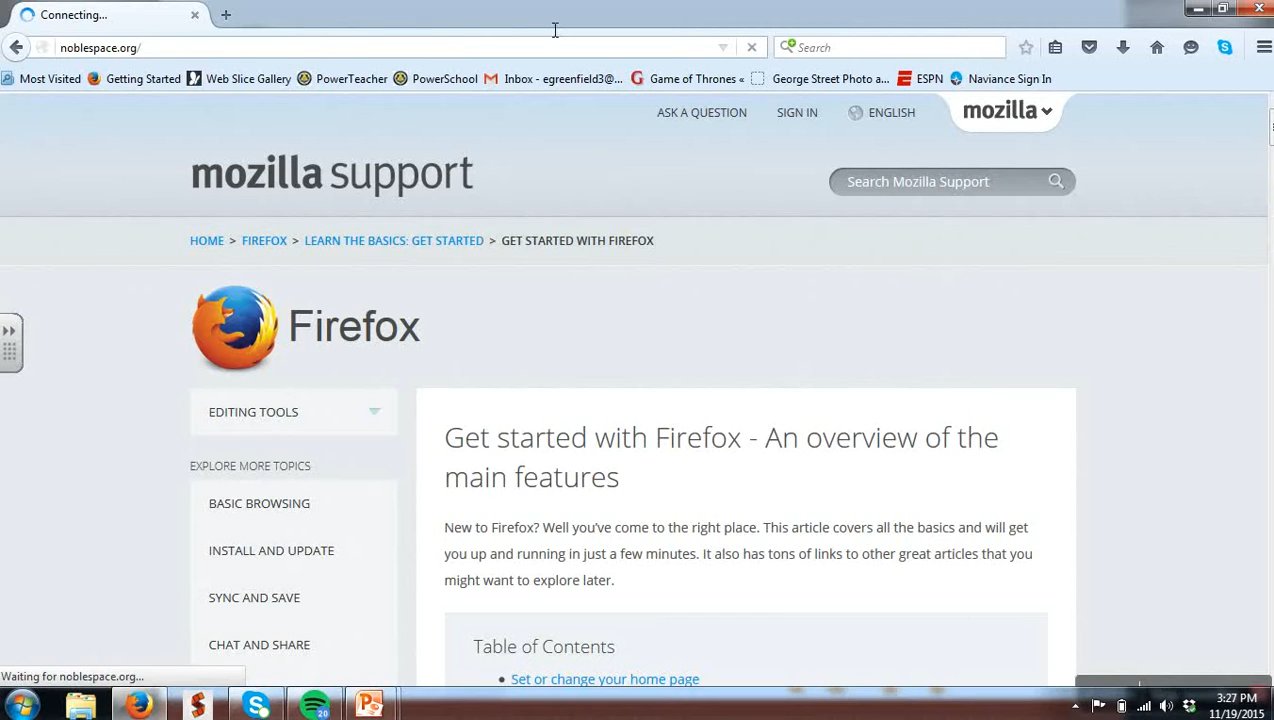 Connecting...
noblespace.org/
Search
Most Visited Getting Started Web Slice Gallery PowerTeacher PowerSchool Inbox - egreenfield3@... Game of Thrones « George Street Photo a... ESPN Naviance Sign In
ASK A QUESTION SIGN IN ENGLISH mozilla
mozilla support
Search Mozilla Support
HOME > FIREFOX > LEARN THE BASICS: GET STARTED > GET STARTED WITH FIREFOX
Firefox
EDITING TOOLS
EXPLORE MORE TOPICS
BASIC BROWSING
INSTALL AND UPDATE
SYNC AND SAVE
CHAT AND SHARE
Get started with Firefox - An overview of the
main features
New to Firefox? Well you've come to the right place. This article covers all the basics and will get
you up and running in just a few minutes. It also has tons of links to other great articles that you
might want to explore later.
Table of Contents
• Set or change your home page
Waiting for noblespace.org...
20
3:27 PM
11/19/2015